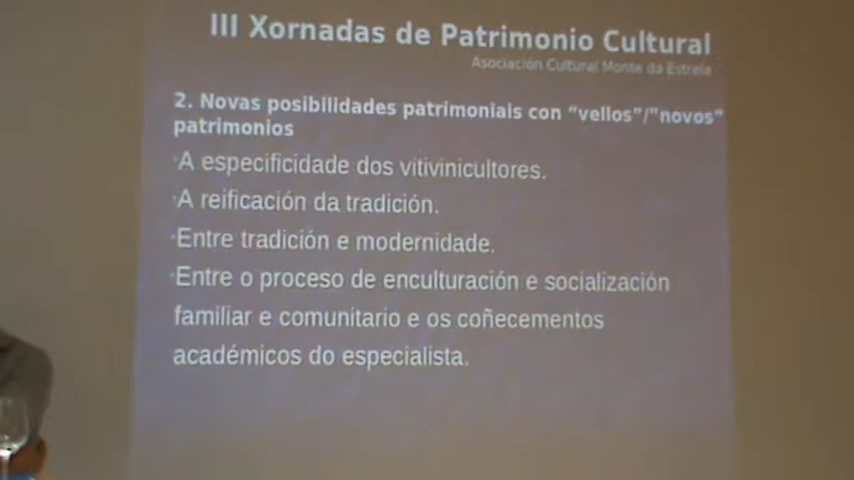 III Xornadas de Patrimonio Cultural
Asociación Cultural Monte da Estrela
2. Novas posibilidades patrimoniais con “vellos”/”novos”
patrimonios
·A especificidade dos vitivinicultores.
·A reificación da tradición.
·Entre tradición e modernidade.
·Entre o proceso de enculturación e socialización
familiar e comunitario e os coñecementos
académicos do especialista.